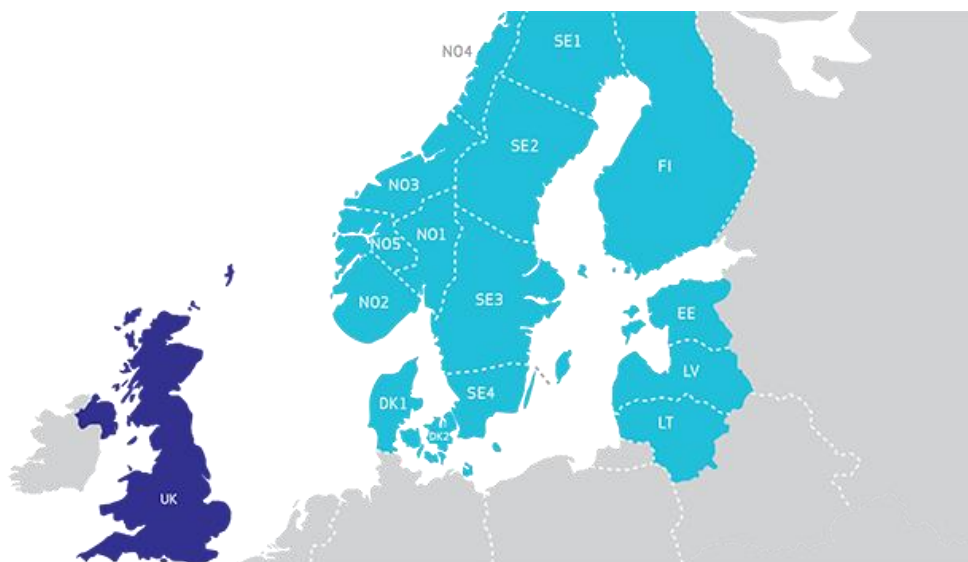 SE1
NO4
SE2
FI
NO3
NO1
NO5
NO2
SE3
EE
LV
SE4
DK1
LT
DK2
UK